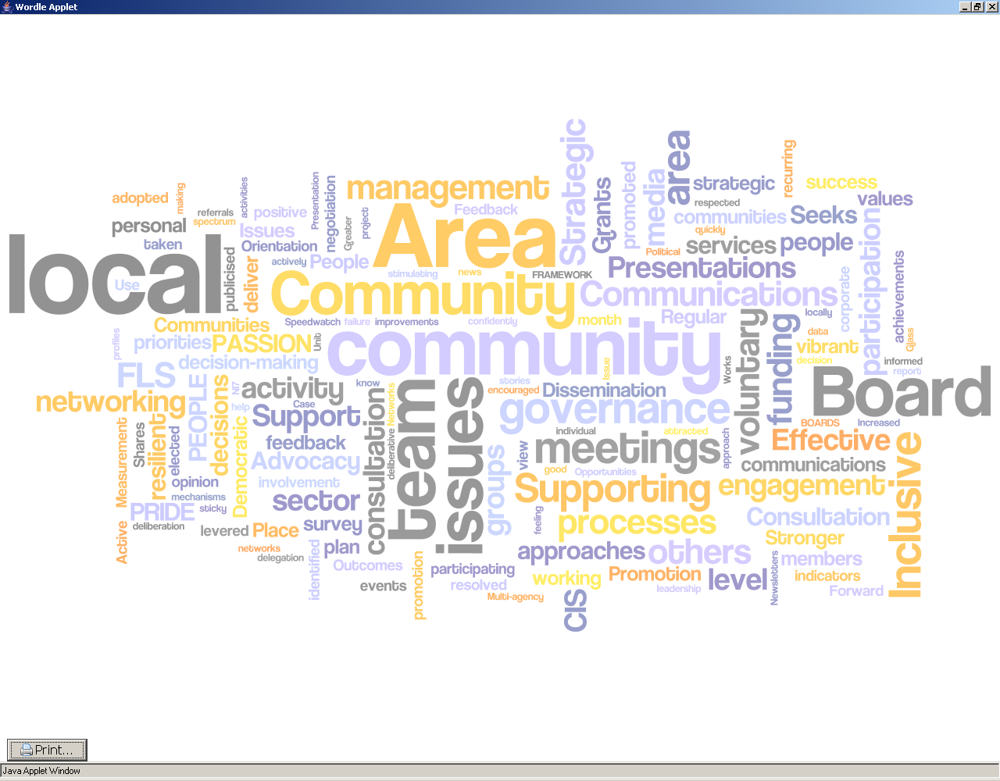 Wordle Applet
Strategic
area
recurring
promoted
media
Grants
strategic
success
respected
values
communities
Seeks
quickly
Political
services
people
participation
activities
Presentation
negotiation
management
Feedback
adopted
making
referrals
spectrum
positive
Greater
project
Area
personal
taken
Issues
Orientation
actively
People
local
Use
publicised
deliver
stimulating
news
FRAMEWORK
Presentations
Community
Communications
corporate
achievements
Communities
Speedwatch
failure
improvements
confidently
month
Regular
locally
profiles
priorities
PASSION
Unit
community
voluntary
funding
data
vibrant
decision
Glass
informed
report
FLS
decision-making
Works
Issue
Board
networking
PEOPLE
decisions
NI7
activity
know
Networks
stories
encouraged
Dissemination
help
Case
Support
consultation
team
issues
governance
BOARDS
Increased
Measurement
Shares
resilient
elected
Democratic
feedback
deliberative
individual
attracted
approach
Effective
Inclusive
Advocacy
groups
view
meetings
communications
opinion
involvement
good
Opportunities
mechanisms
sticky
sector
Supporting
engagement
PRIDE
deliberation
levered
Place
survey
feeling
processes
Consultation
Active
networks
delegation
identified
plan
Outcomes
approaches
others
Stronger
members
promotion
participating
working
Promotion
level
Newsletters
indicators
events
resolved
Multi-agency
leadership
Forward
CIS
Print...
Java Applet Window